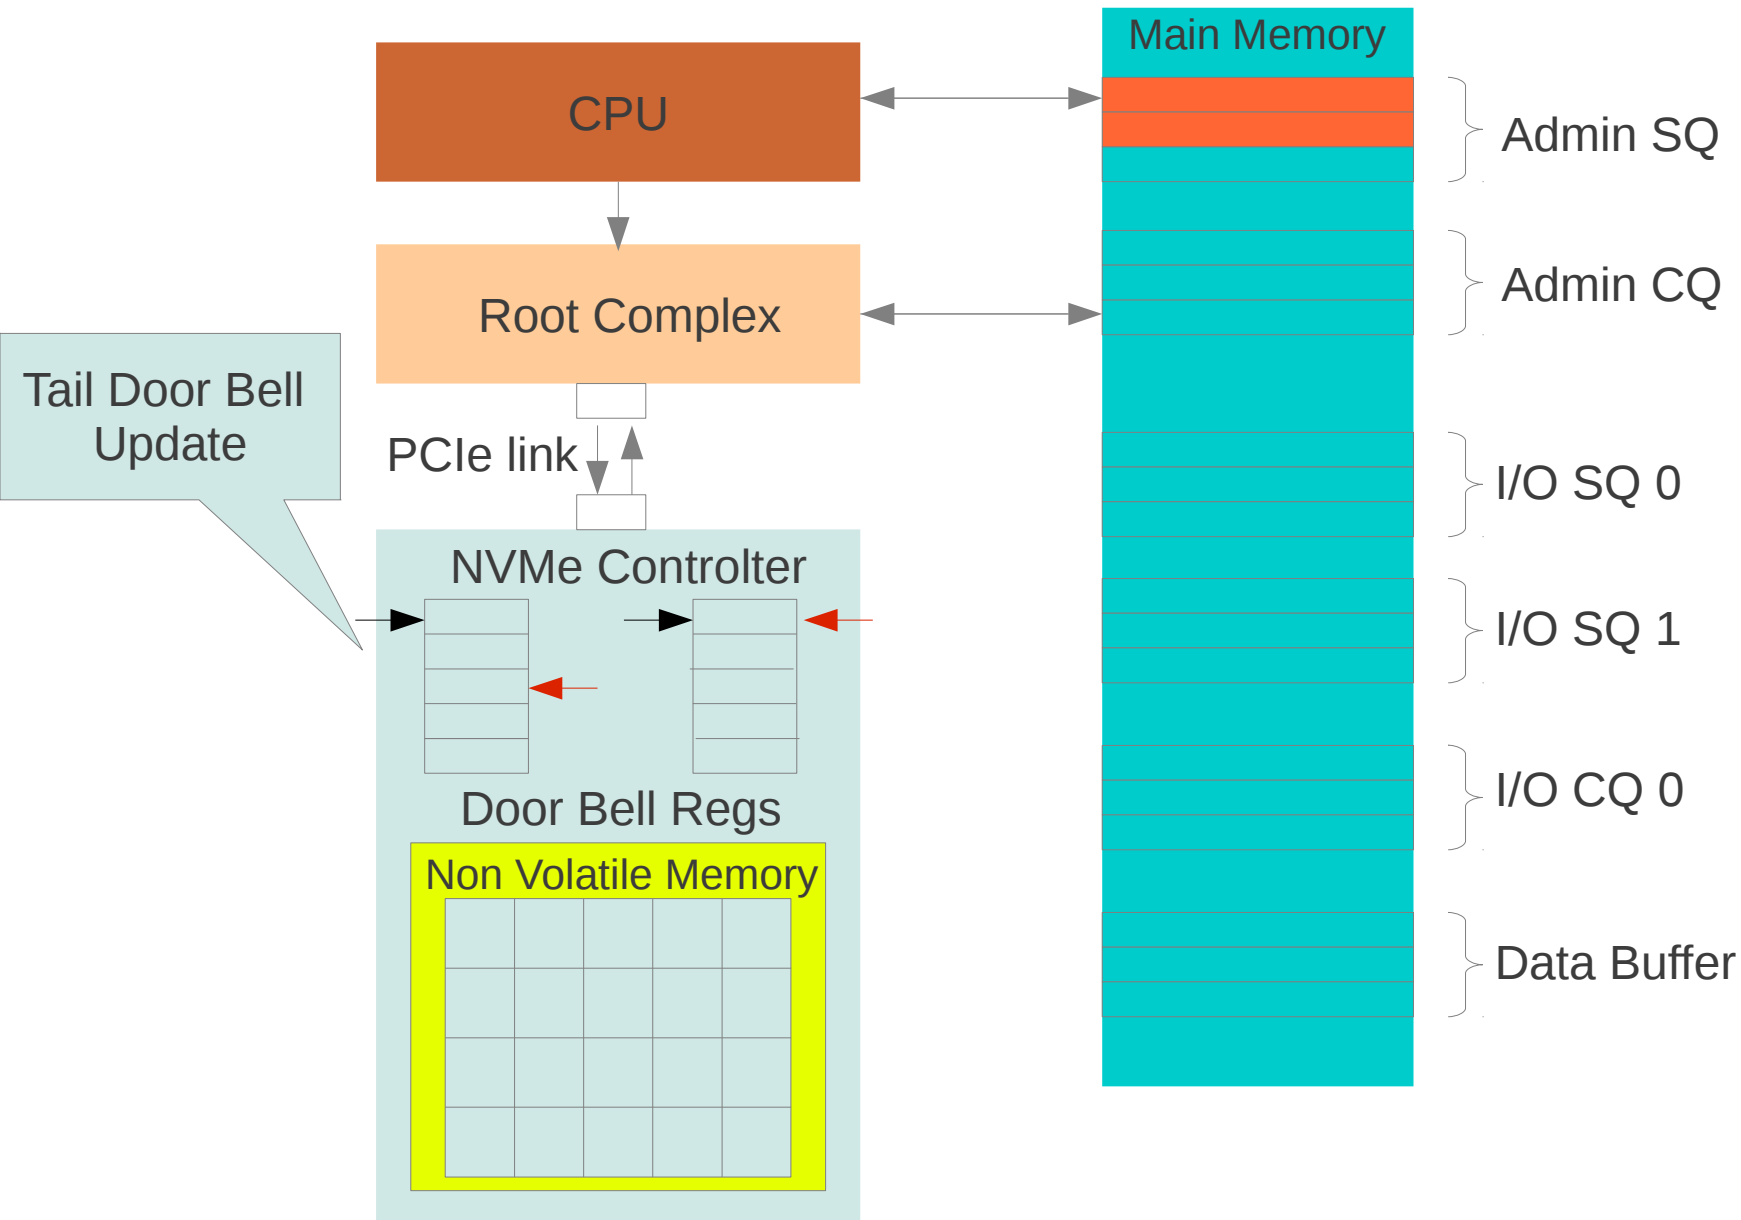 Main Memory
CPU
Admin SQ
Root Complex
Admin CQ
Tail Door Bell
Update
PCIe link
I/O SQ 0
NVMe Controlter
I/O SQ 1
Door Bell Regs
I/O CQ 0
Non Volatile Memory
Data Buffer